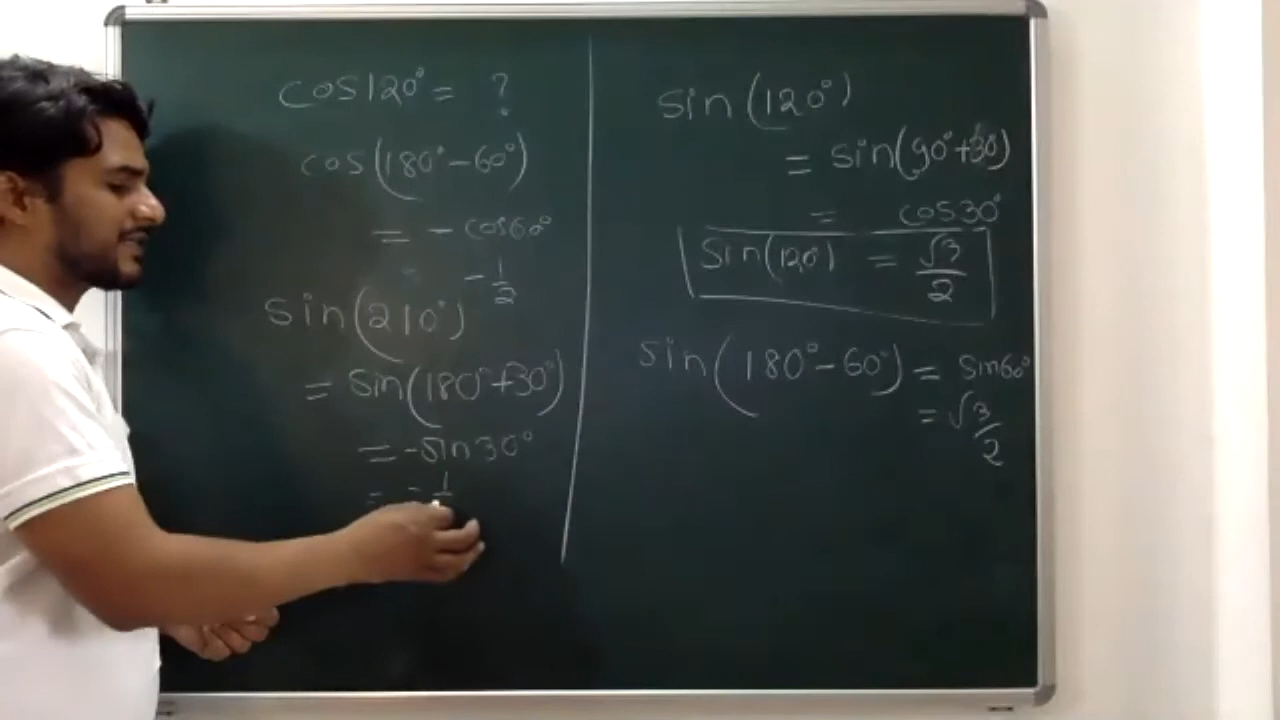 cos120° = ?
cos(180°-60°)
= -cos60°
-1/2
sin(210°)
= sin(180°+30°)
= -sin30°
= -1
sin(120°)
= sin(90°+30°)
= cos30°
Sin(120°) = √3/2
sin(180°-60°) = sin60°
= √3/2